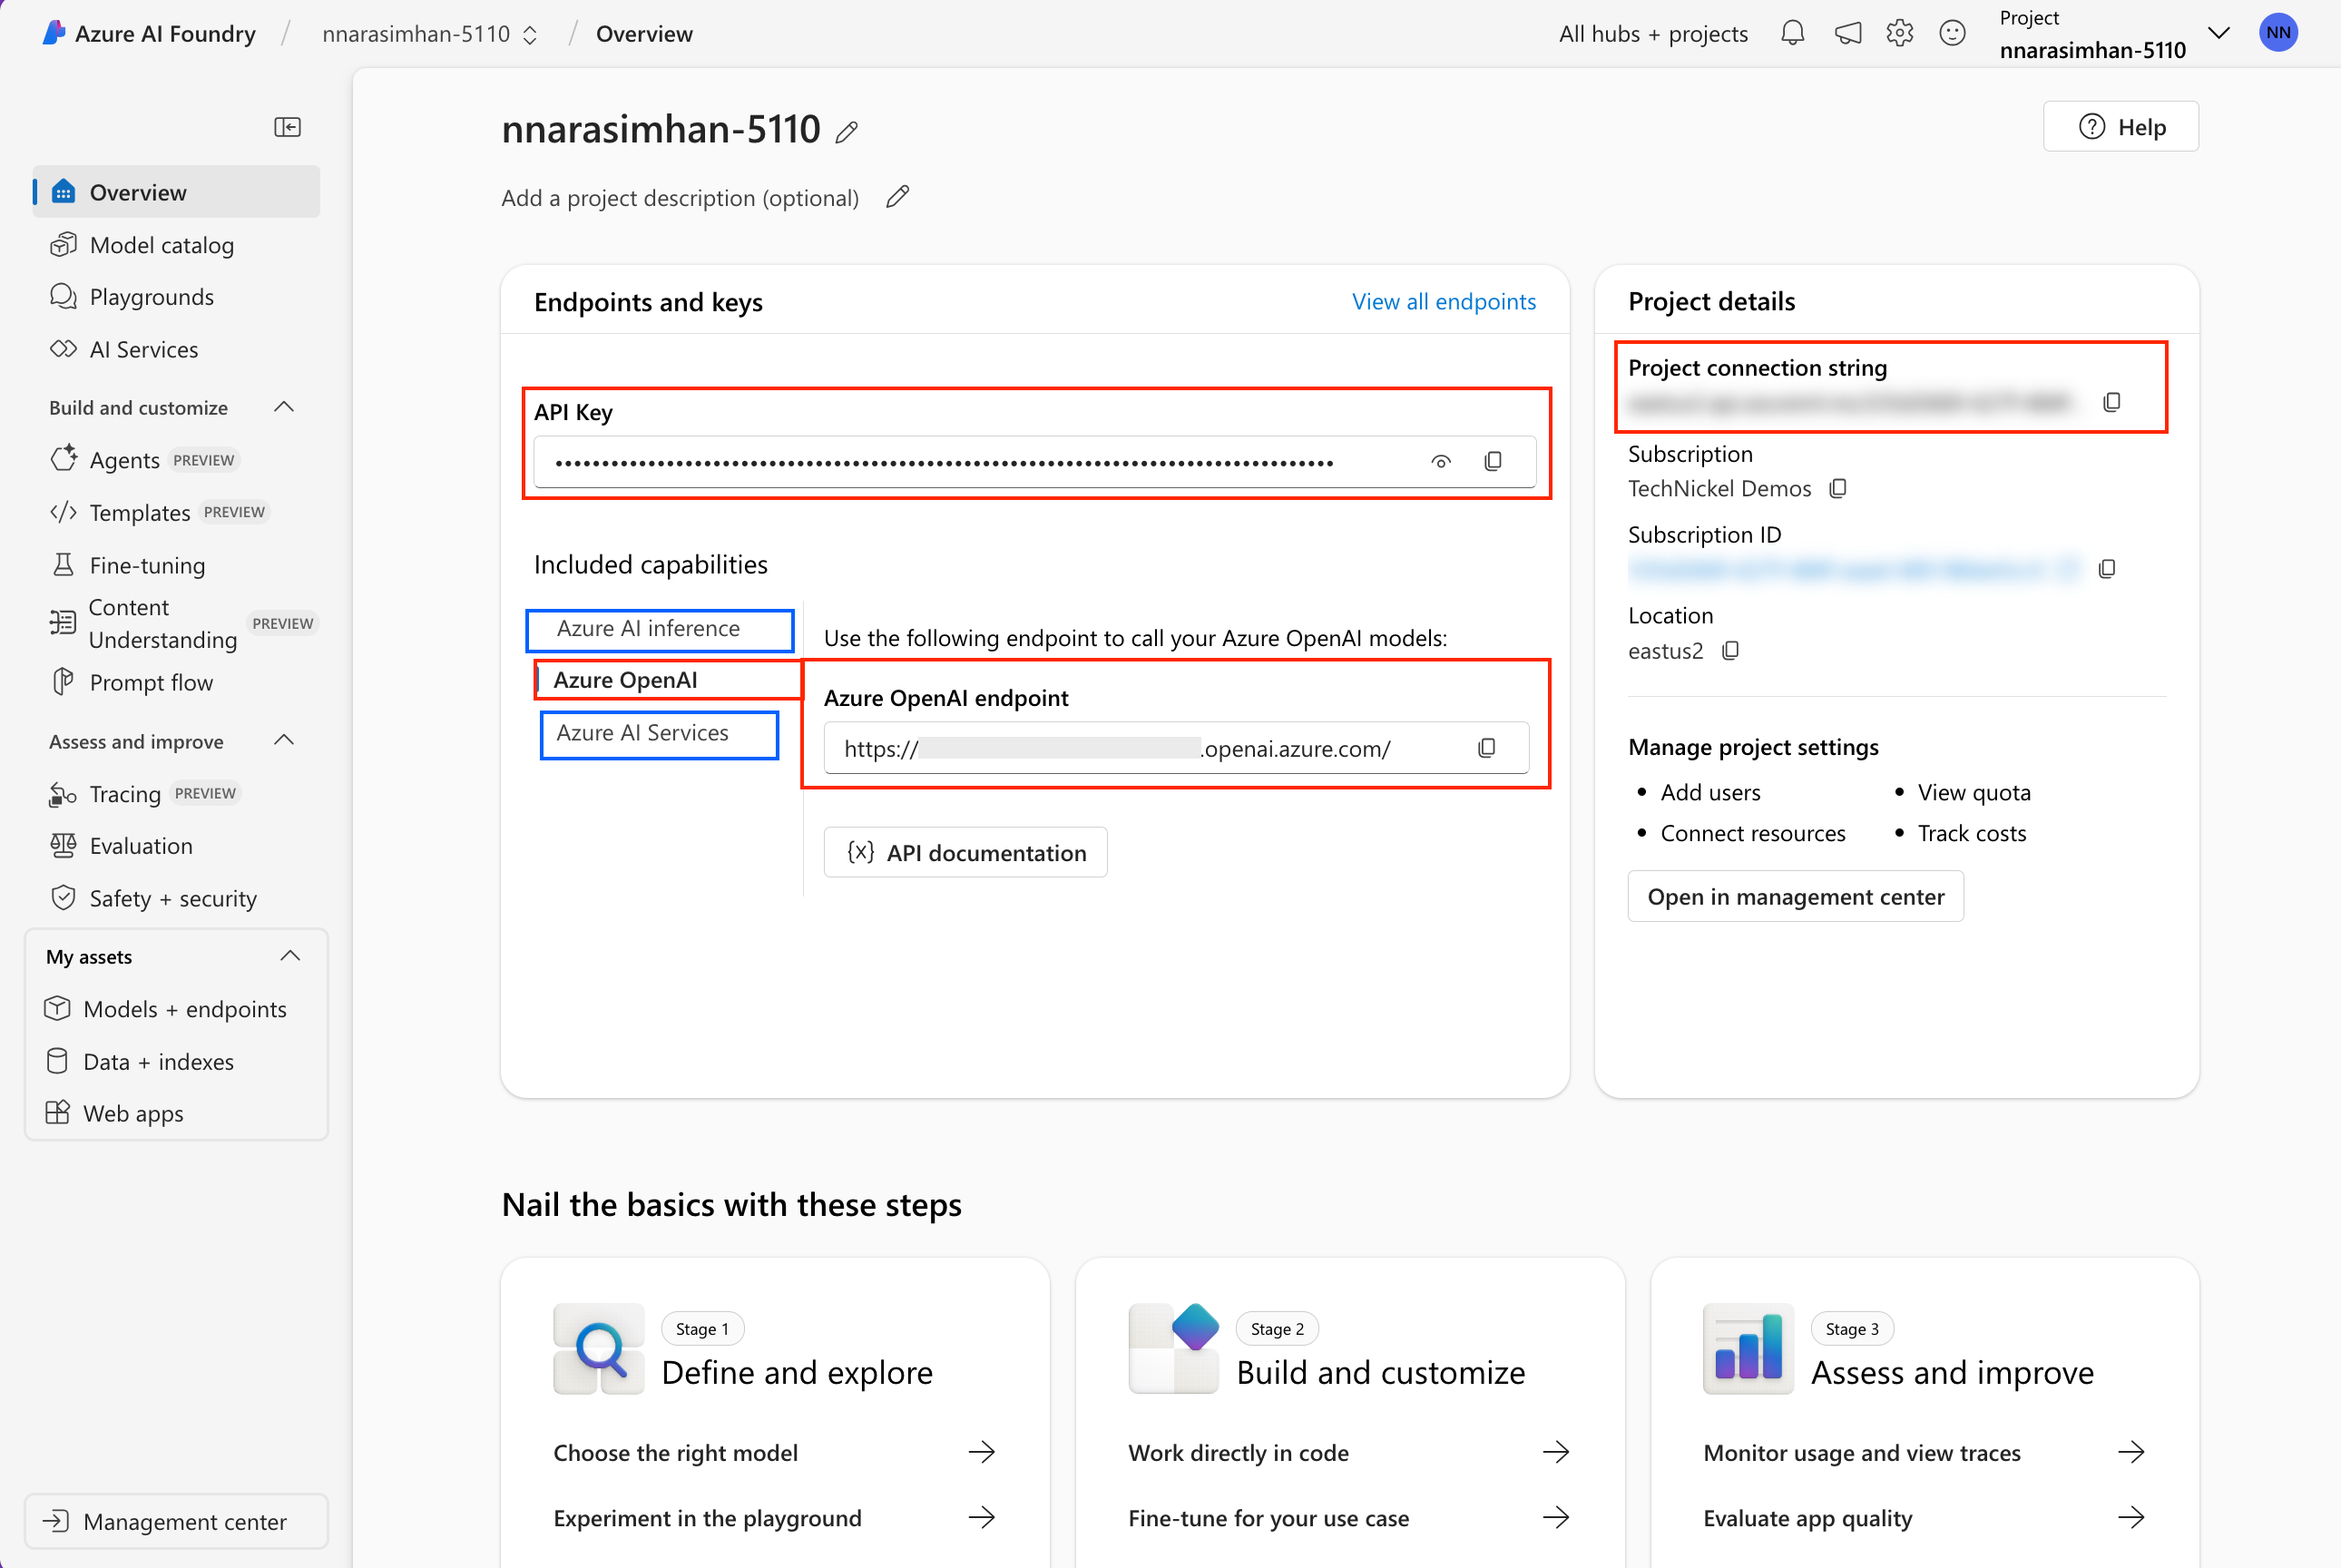 Azure AI Foundry / nnarasimhan-5110 / Overview
All hubs + projects
Project
nnarasimhan-5110
NN
Overview
Model catalog
Playgrounds
AI Services
Build and customize
Agents PREVIEW
Templates PREVIEW
Fine-tuning
Content
Understanding
PREVIEW
Prompt flow
Assess and improve
Tracing PREVIEW
Evaluation
Safety + security
My assets
Models + endpoints
Data + indexes
Web apps
Management center
nnarasimhan-5110
Help
Add a project description (optional)
Endpoints and keys
View all endpoints
API Key
••••••••••••••••••••••••••••••••••••••••••••••••••••••••••••••••••••••••••••••••••••
Included capabilities
Azure AI inference
Azure OpenAI
Azure AI Services
Use the following endpoint to call your Azure OpenAI models:
Azure OpenAI endpoint
https:// .openai.azure.com/
{x} API documentation
Project details
Project connection string
Subscription
TechNickel Demos
Subscription ID
Location
eastus2
Manage project settings
• Add users
• View quota
• Connect resources
• Track costs
Open in management center
Nail the basics with these steps
Stage 1
Define and explore
Choose the right model
Experiment in the playground
Stage 2
Build and customize
Work directly in code
Fine-tune for your use case
Stage 3
Assess and improve
Monitor usage and view traces
Evaluate app quality